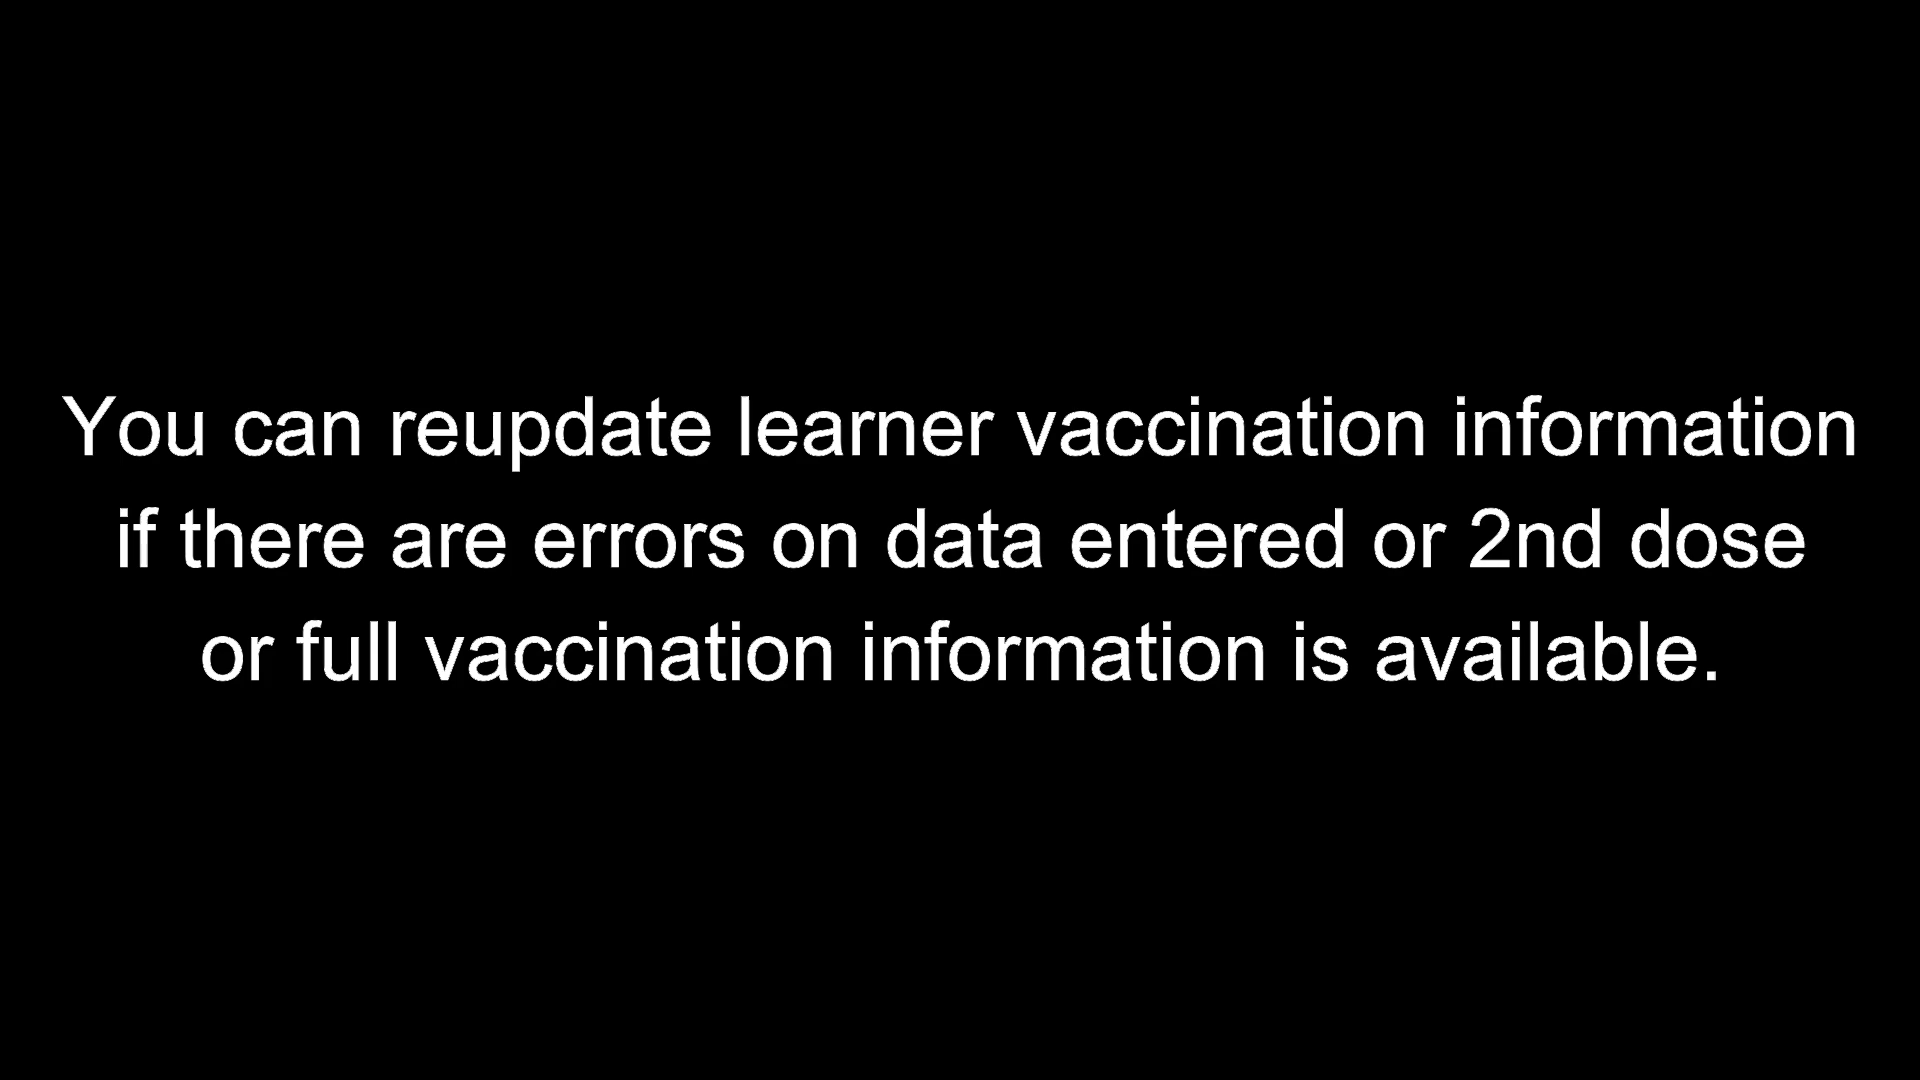 You can reupdate learner vaccination information
if there are errors on data entered or 2nd dose
or full vaccination information is available.